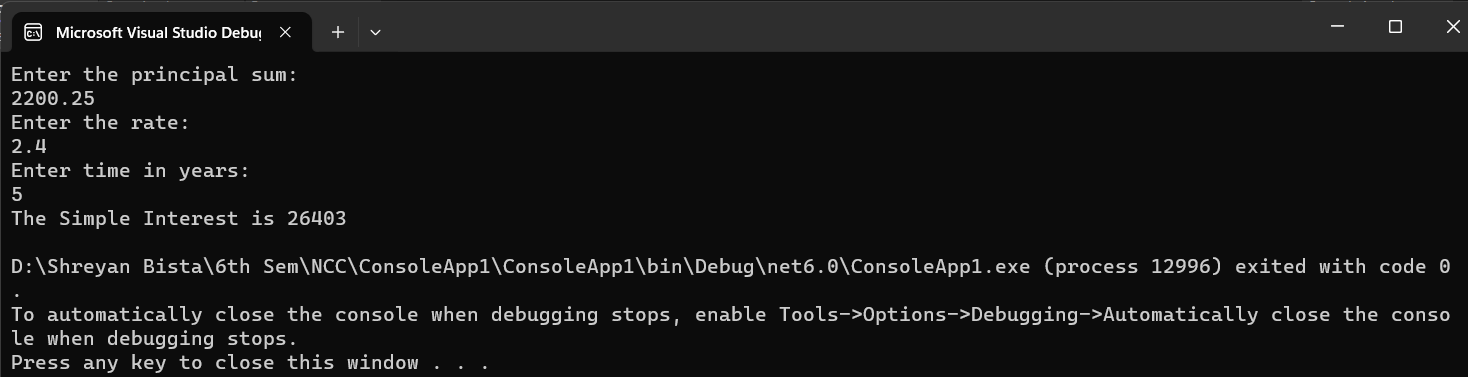 Microsoft Visual Studio Debu
Enter the principal sum:
2200.25
Enter the rate:
2.4
Enter time in years:
5
The Simple Interest is 26403
D:\Shreyan Bista\6th Sem\NCC\ConsoleApp1\ConsoleApp1\bin\Debug\net6.0\ConsoleApp1.exe (process 12996) exited with code 0
.
To automatically close the console when debugging stops, enable Tools->Options->Debugging->Automatically close the conso
le when debugging stops.
Press any key to close this window . . .